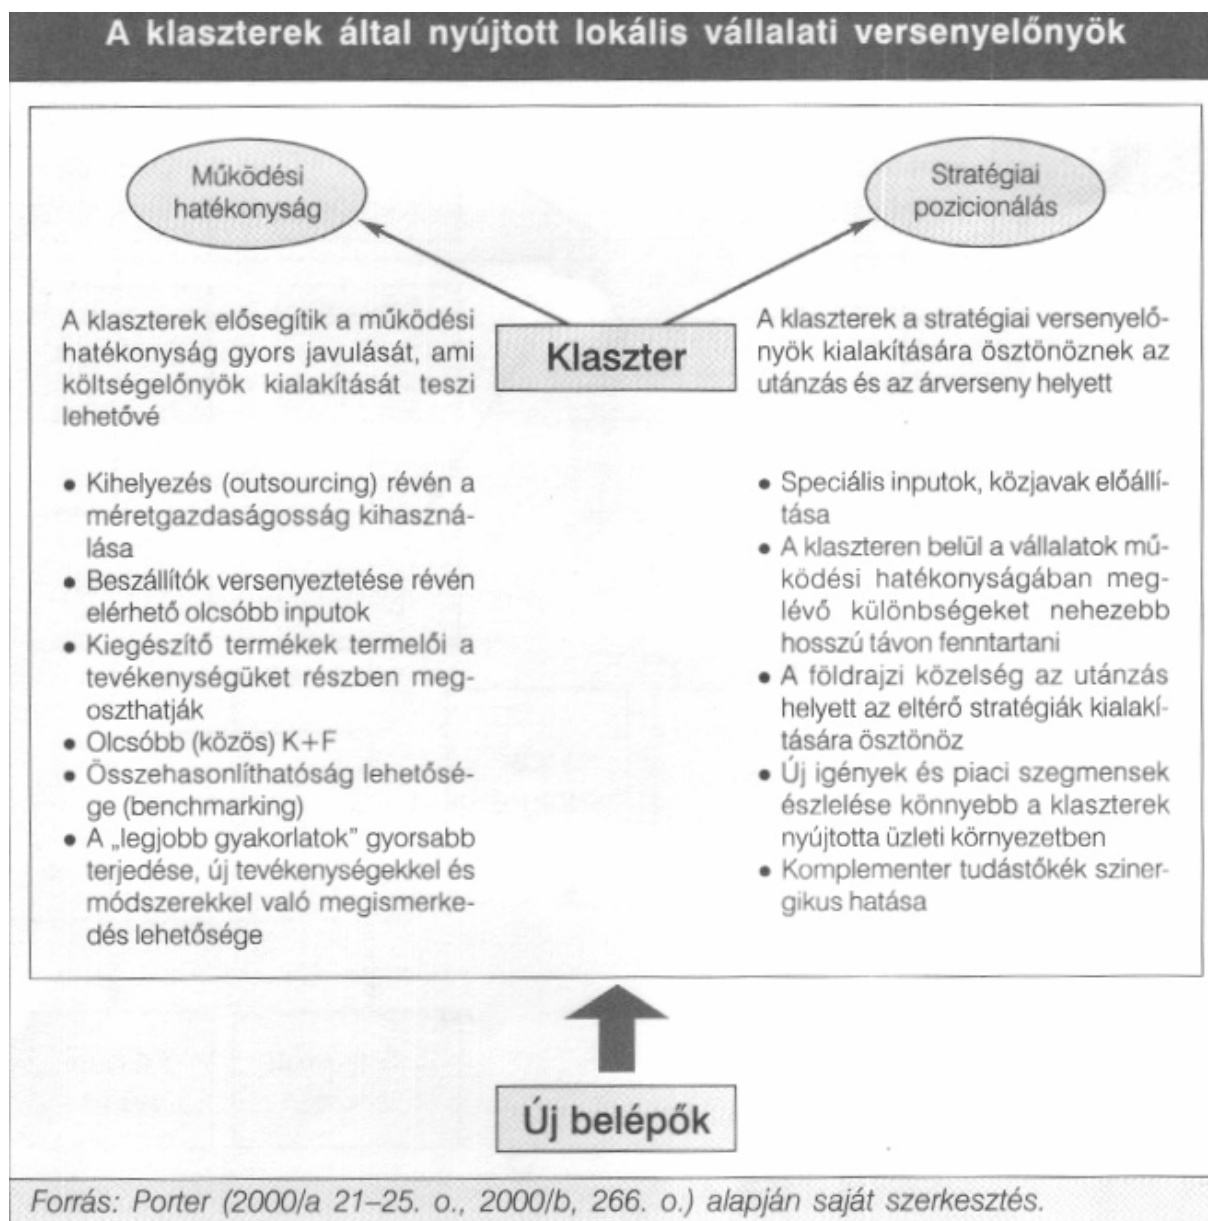 A klaszterek által nyújtott lokális vállalati versenyelőnyök
Működési
hatékonyság
Stratégiai
pozicionálás
Klaszter
A klaszterek elősegítik a működési
hatékonyság gyors javulását, ami
költségelőnyök kialakítását teszi
lehetővé
• Kihelyezés (outsourcing) révén a
méretgazdaságosság kihaszná-
lása
• Beszállítók versenyeztetése révén
elérhető olcsóbb inputok
• Kiegészítő termékek termelői a
tevékenységüket részben meg-
oszthatják
• Olcsóbb (közös) K+F
• Összehasonlíthatóság lehetősé-
ge (benchmarking)
• A „legjobb gyakorlatok” gyorsabb
terjedése, új tevékenységekkel és
módszerekkel való megismerke-
dés lehetősége
A klaszterek a stratégiai versenyelő-
nyök kialakítására ösztönöznek az
utánzás és az árverseny helyett
• Speciális inputok, közjavak előállí-
tása
• A klaszteren belül a vállalatok mű-
ködési hatékonyságában meg-
lévő különbségeket nehezebb
hosszú távon fenntartani
• A földrajzi közelség az utánzás
helyett az eltérő stratégiák kialakí-
tására ösztönöz
• Új igények és piaci szegmensek
észlelése könnyebb a klaszterek
nyújtotta üzleti környezetben
• Komplementer tudástőkék sziner-
gikus hatása
Új belépők
Forrás: Porter (2000/a 21–25. o., 2000/b, 266. o.) alapján saját szerkesztés.